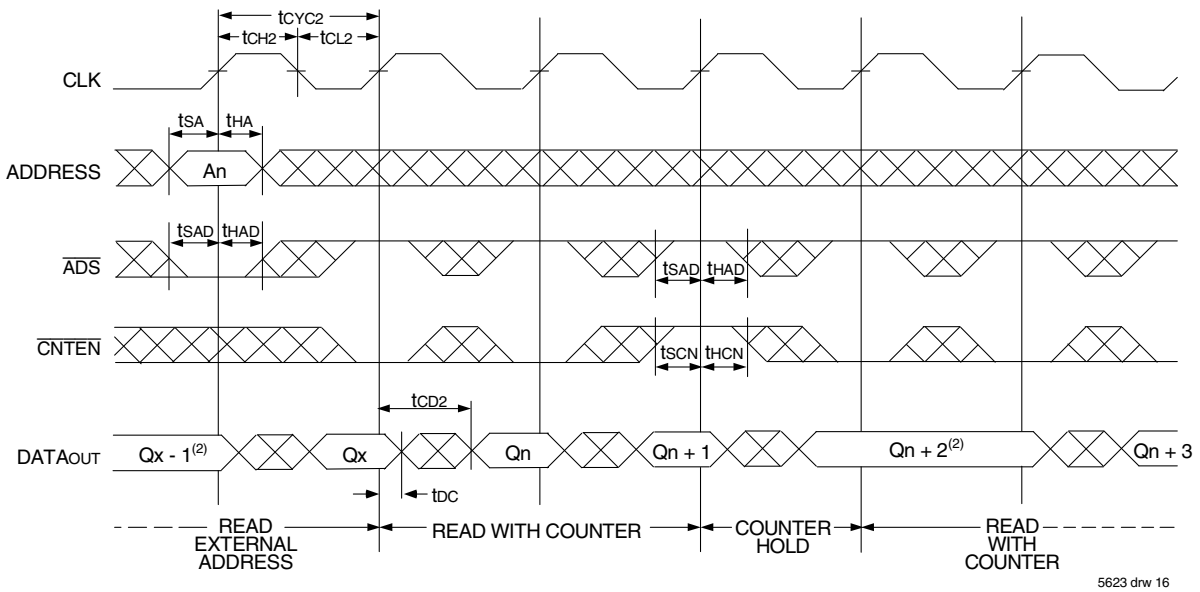 tCYC2
tCH2 tCL2
CLK
tSA tHA
ADDRESS An
tSAD tHAD
ADS tSAD tHAD
CNTEN
tSCN tHCN
tCD2
DATAOUT Qx - 1(2) Qx Qn Qn + 1 Qn + 2(2) Qn + 3
tDC
READ EXTERNAL ADDRESS
READ WITH COUNTER
COUNTER HOLD
READ WITH COUNTER
5623 drw 16